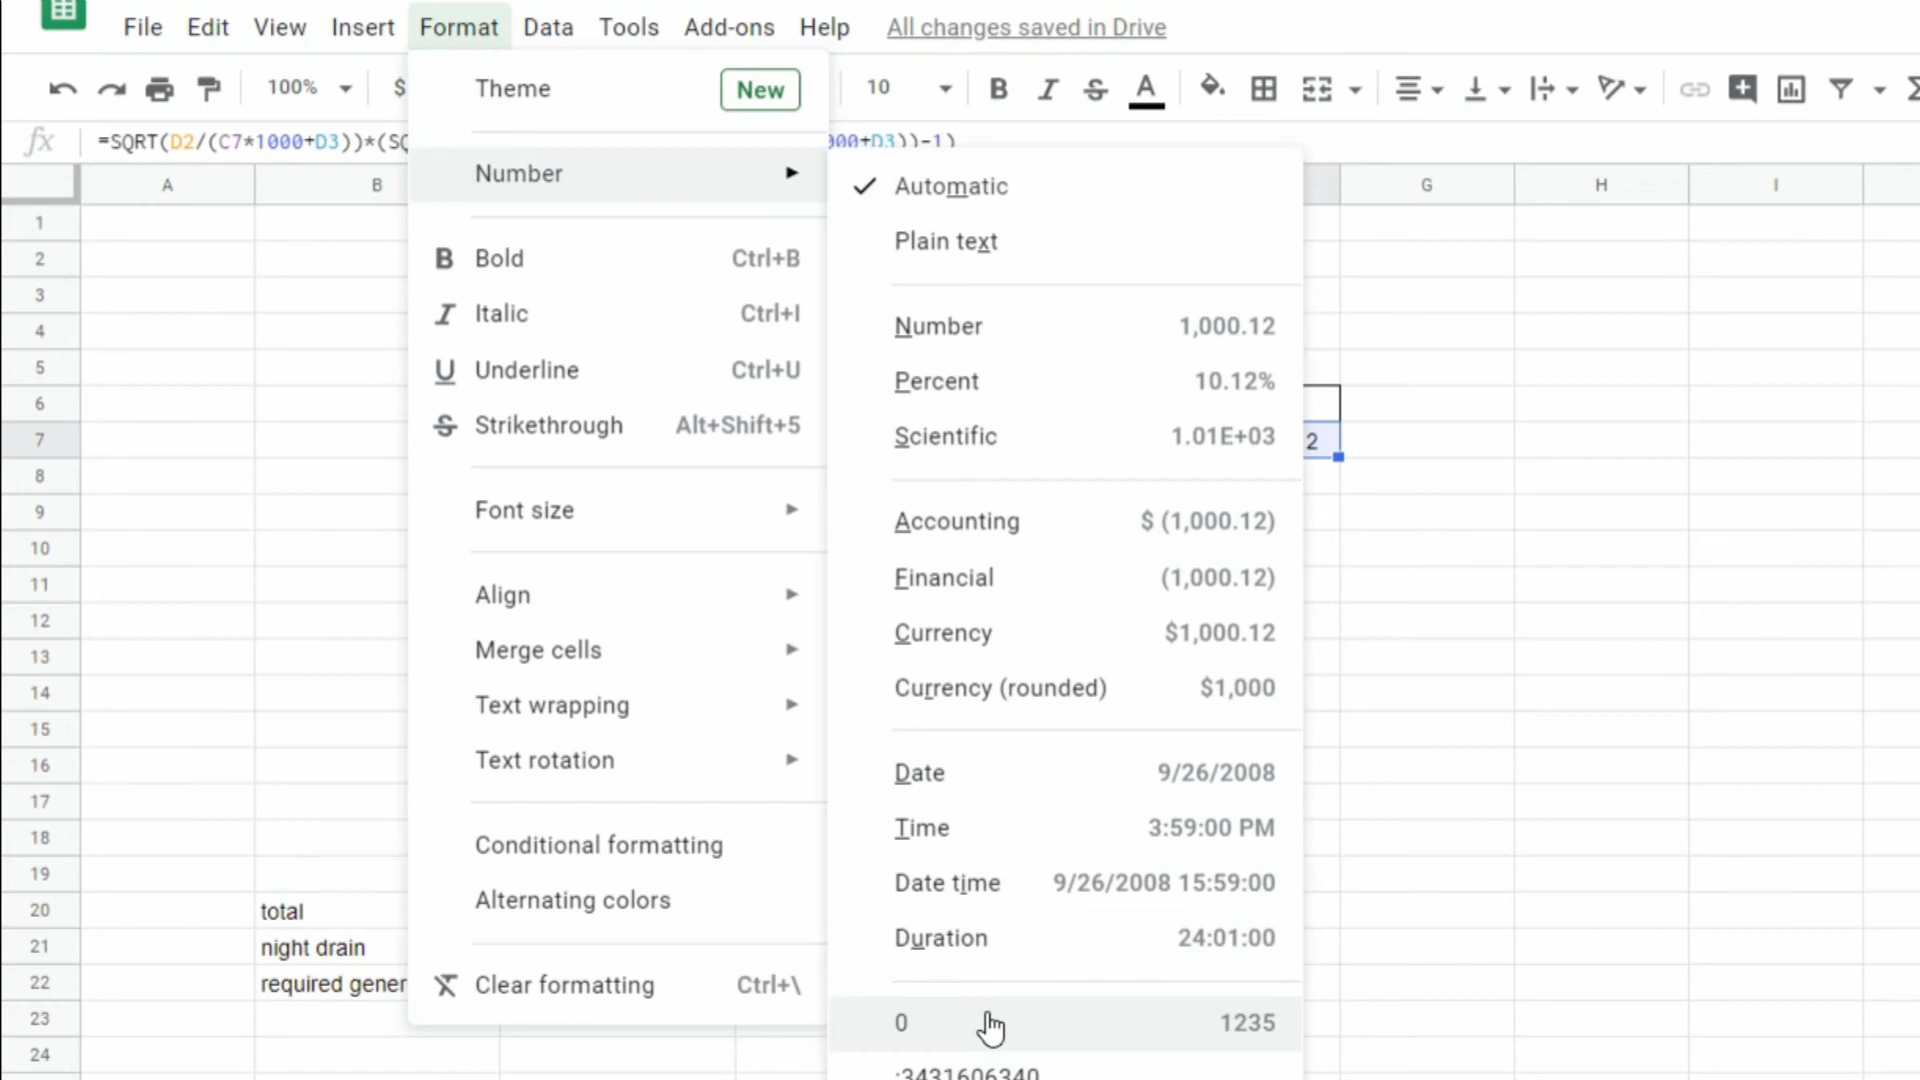 File Edit View Insert Format Data Tools Add-ons Help All changes saved in Drive
100% $ 10 B I S A
fx =SQRT(D2/(C7*1000+D3))*(SQ 000+D3))-1)
A B G H I
Theme New
Number
B Bold Ctrl+B
I Italic Ctrl+I
U Underline Ctrl+U
S Strikethrough Alt+Shift+5
Font size
Align
Merge cells
Text wrapping
Text rotation
Conditional formatting
Alternating colors
Clear formatting Ctrl+\
Automatic
Plain text
Number 1,000.12
Percent 10.12%
Scientific 1.01E+03
Accounting $ (1,000.12)
Financial (1,000.12)
Currency $1,000.12
Currency (rounded) $1,000
Date 9/26/2008
Time 3:59:00 PM
Date time 9/26/2008 15:59:00
Duration 24:01:00
0 1235
:3431606340
1
2
3
4
5
6
7 2
8
9
10
11
12
13
14
15
16
17
18
19
20 total
21 night drain
22 required gener
23
24